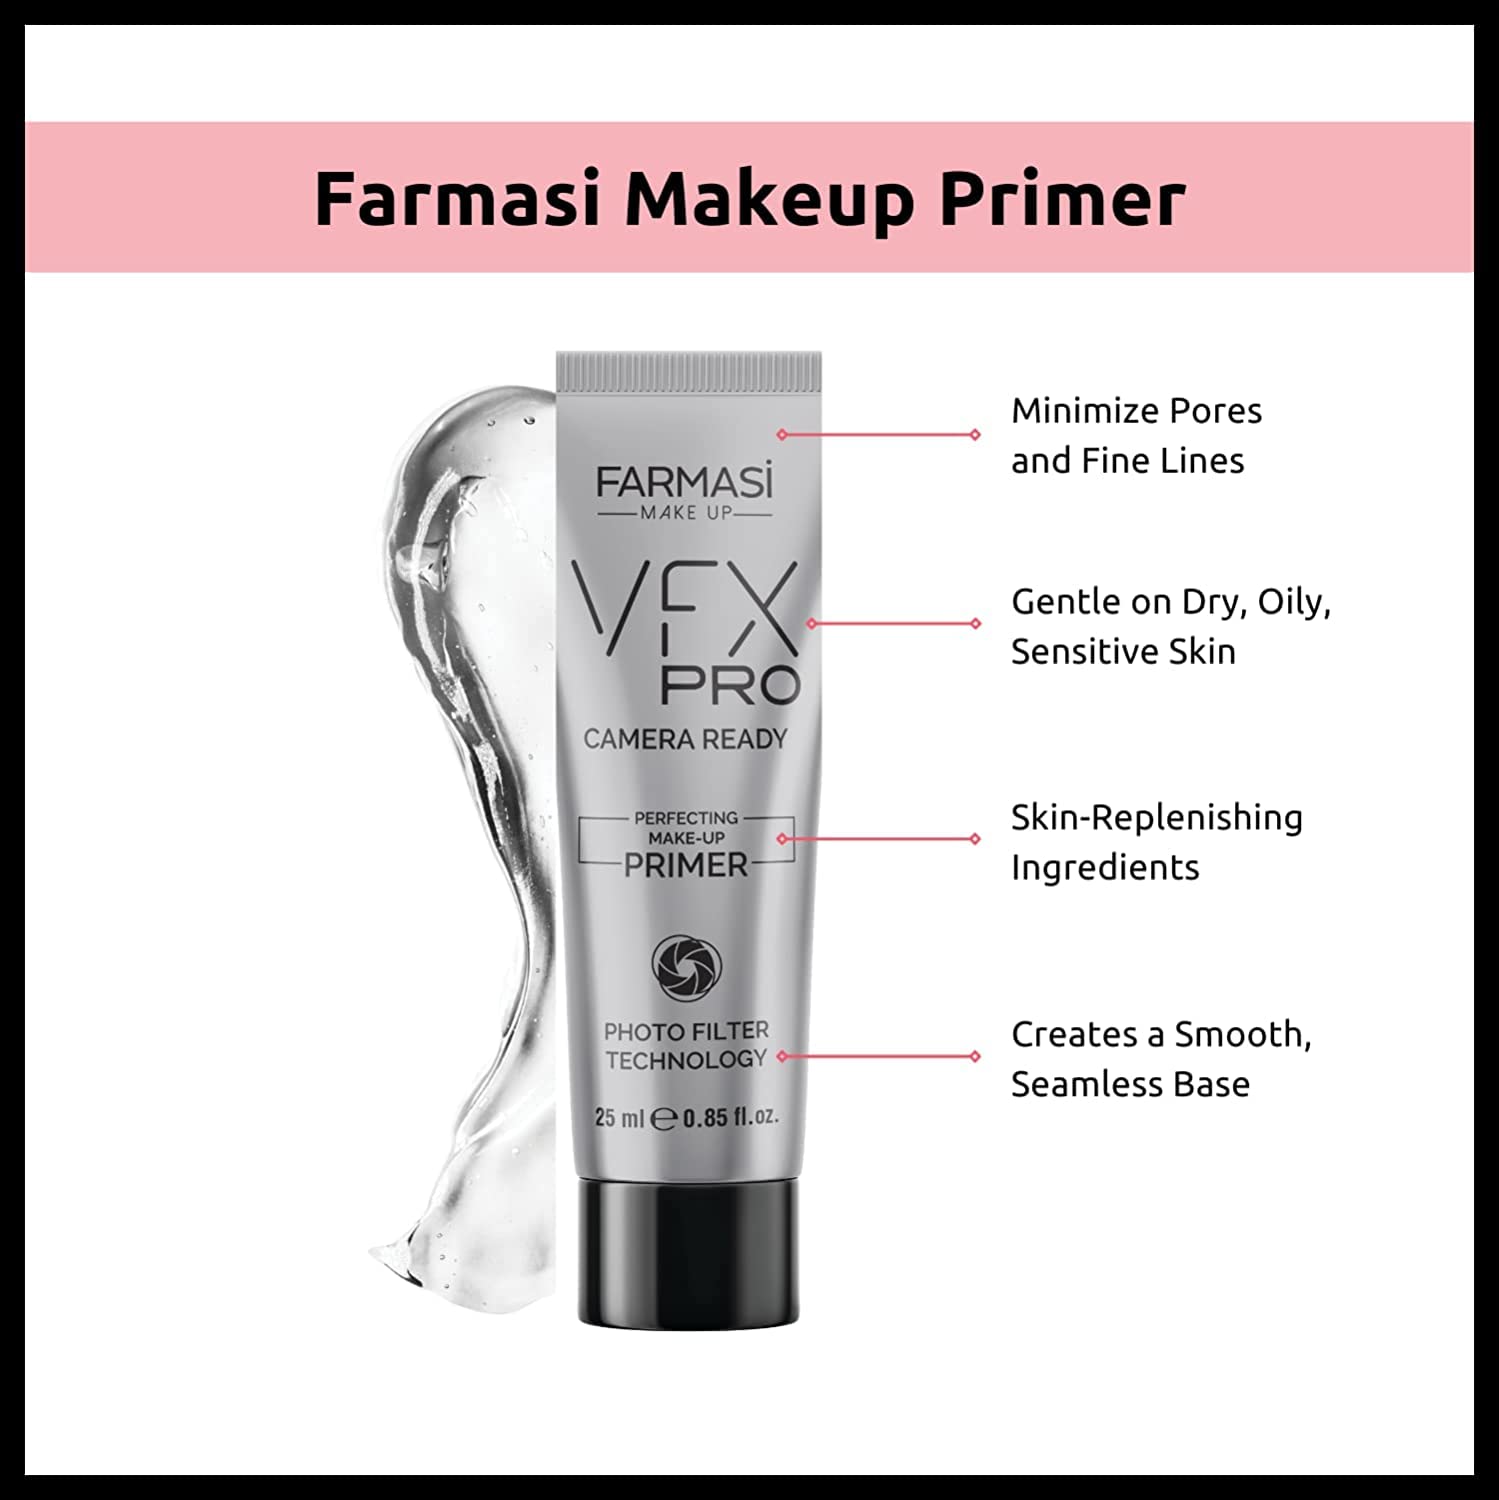 Farmasi Makeup Primer
FARMASİ
MAKE UP
VFX
PRO
CAMERA READY
PERFECTING
MAKE-UP
PRIMER
PHOTO FILTER
TECHNOLOGY
25 ml ℮ 0.85 fl.oz.
Minimize Pores
and Fine Lines
Gentle on Dry, Oily,
Sensitive Skin
Skin-Replenishing
Ingredients
Creates a Smooth,
Seamless Base